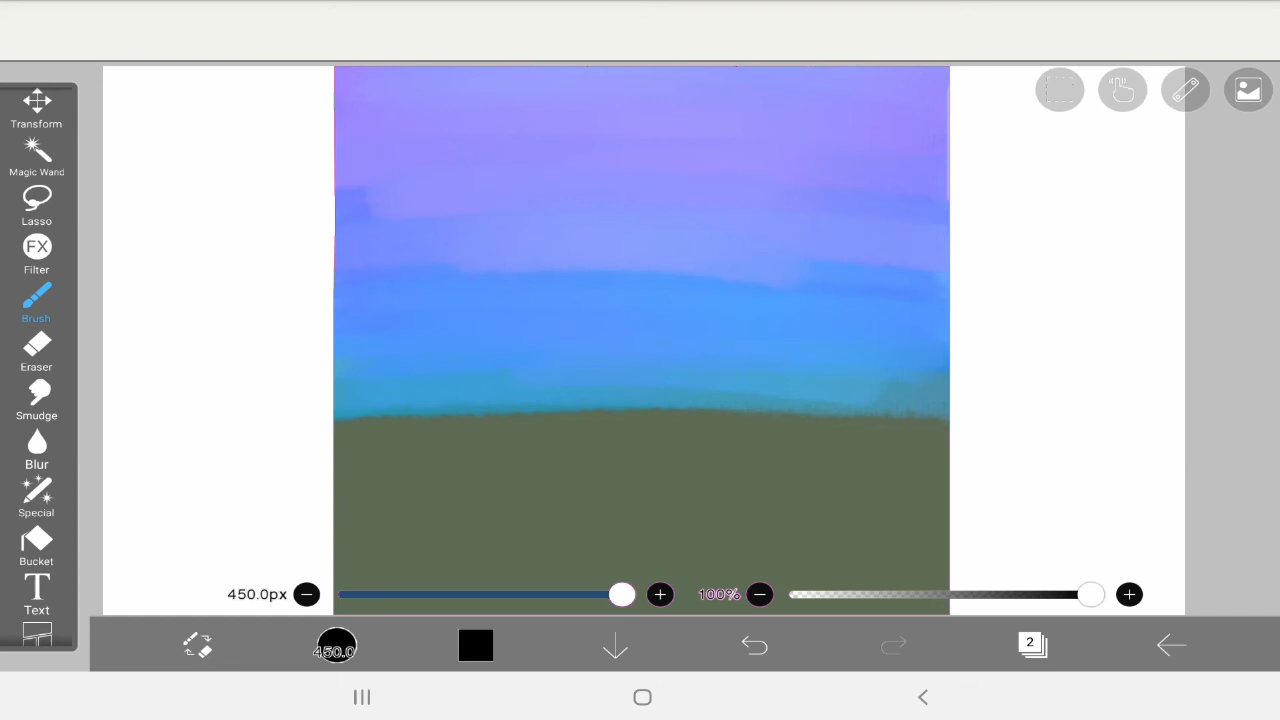 Transform
Magic Wand
Lasso
FX
Filter
Brush
Eraser
Smudge
Blur
Special
Bucket
T
Text
450.0px
100%
450.0
2